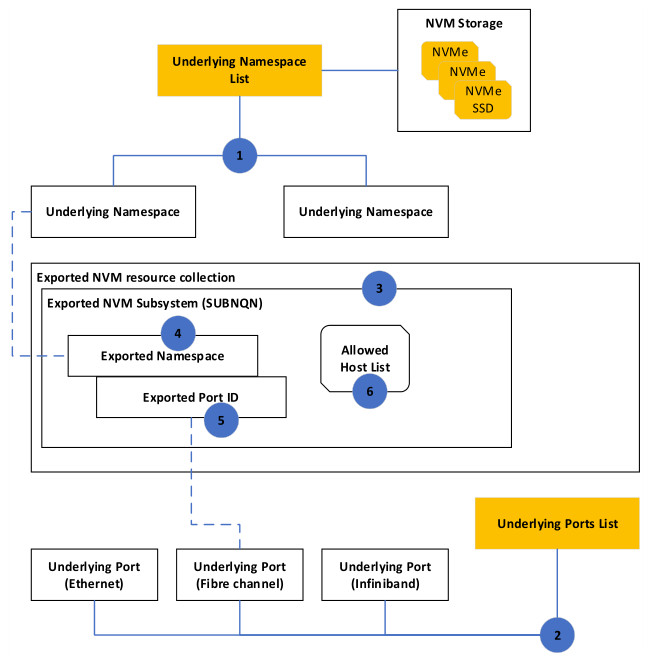 NVM Storage
NVMe
NVMe
NVMe
SSD
Underlying Namespace
List
1
Underlying Namespace
Underlying Namespace
Exported NVM resource collection
3
Exported NVM Subsystem (SUBNQN)
4
Exported Namespace
Allowed
Host List
6
Exported Port ID
5
Underlying Ports List
Underlying Port
(Ethernet)
Underlying Port
(Fibre channel)
Underlying Port
(Infiniband)
2